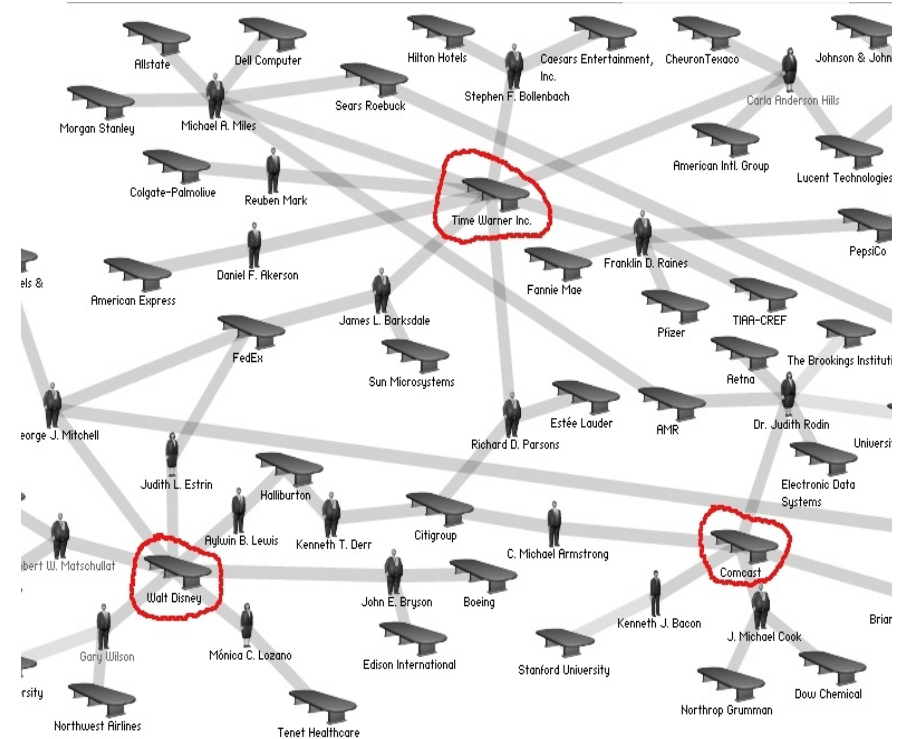 Allstate
Dell Computer
Hilton Hotels
Caesars Entertainment,
Inc.
CheuronTexaco
Johnson & John
Stephen F. Bollenbach
Carla Anderson Hills
Morgan Stanley
Michael A. Miles
Sears Roebuck
American Intl. Group
Lucent Technologies
Colgate-Palmolive
Reuben Mark
Time Warner Inc.
PepsiCo
Franklin D. Raines
els &
American Express
Daniel F. Akerson
Fannie Mae
James L. Barksdale
Pfizer
TIAA-CREF
FedEx
Sun Microsystems
The Brookings Instituti
Aetna
eorge J. Mitchell
Richard D. Parsons
Estée Lauder
AMR
Dr. Judith Rodin
Universi
Judith L. Estrin
Halliburton
Electronic Data
Systems
Aylwin B. Lewis
Kenneth T. Derr
Citigroup
C. Michael Armstrong
bert W. Matschullat
Walt Disney
John E. Bryson
Boeing
Comcast
Kenneth J. Bacon
J. Michael Cook
Brian
Gary Wilson
Mónica C. Lozano
Edison International
Stanford University
rsity
Northwest Airlines
Tenet Healthcare
Northrop Grumman
Dow Chemical